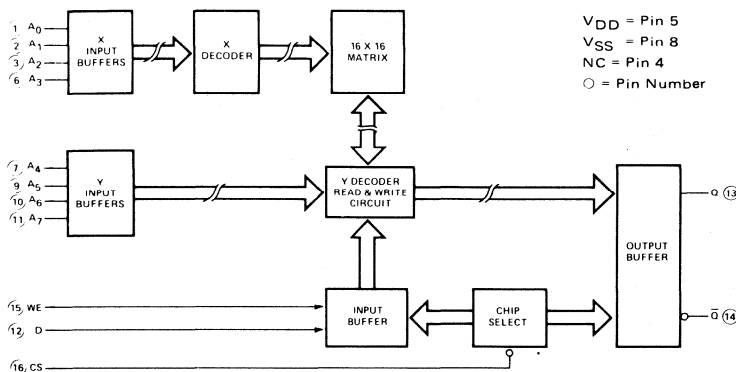 1 A0
2 A1
3 A2
6 A3
X
INPUT
BUFFERS
X
DECODER
16 X 16
MATRIX
VDD = Pin 5
VSS = Pin 8
NC = Pin 4
○ = Pin Number
7 A4
9 A5
10 A6
11 A7
Y
INPUT
BUFFERS
Y DECODER
READ & WRITE
CIRCUIT
OUTPUT
BUFFER
Q 13
Q̅ 14
15 WE
12 D
16 CS
INPUT
BUFFER
CHIP
SELECT